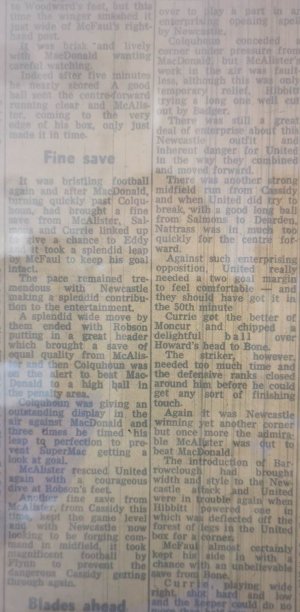 to Woodward's feet, but this
time the winger smashed it
just wide of McFaul's right-
hand post.
It was brisk and lively
with MacDonald wanting
careful watching.
Indeed after five minutes
he nearly scored. A good
ball sent the centre-forward
running clear and McAlis-
ter, coming to the very
edge of his box, only just
made it in time.
Fine save
It was bristling football
again and after MacDonald,
turning quickly past Colqu-
houn, had brought a fine
save from McAlister, Sal-
mons and Currie linked up
to give a chance to Eddy
it took a splendid leap
by McFaul to keep his goal
intact.
The pace remained tre-
mendous with Newcastle
making a splendid contribu-
tion to the entertainment.
A splendid wide move by
them ended with Robson
putting in a great header
which brought a save of
equal quality from McAlis-
ter and then Colquhoun was
on the alert to beat Mac-
Donald to a high ball in
the penalty area.
Colquhoun was giving an
outstanding display in the
air against MacDonald and
three times he timed his
leap to perfection to pre-
vent SuperMac getting a
look at goal.
McAlister rescued United
again with a courageous
dive at Robson's feet.
Another fine save from
McAlister, from Cassidy this
time kept the game level
and with Newcastle now
looking to be forging com-
mand in midfield, it took
magnificent football by
Flynn to prevent the
dangerous Cassidy getting
through again.
Blades ahead
over to play a part in a
enterprising opening spell
by Newcastle.
Colquhoun conceded a
corner under pressure from
MacDonald, but McAlister's
work in the air was fault-
less, although this was only
temporary relief, Hibbitt
trying a long one well cut
out by Badger.
There was still a great
deal of enterprise about this
Newcastle outfit and
inherent danger for United
in the way they combined
and moved forward.
There was another strong
midfield run from Cassidy
and when United did try to
break, with a good long ball
from Salmons to Dearden,
Nattrass was in much too
quickly for the centre for-
ward.
Against such enterprising
opposition, United really
needed a two goal margin
to feel comfortable — and
they should have got it in
the 50th minute
Currie got the better of
Moncur and chipped a
delightful ball over
Howard's head to Bone.
The striker, however,
needed too much time and
the defensive ranks closed
around him before he could
get any sort of finishing
touch.
Again it was Newcastle
winning yet another corner
but once more the admira-
ble McAlister was out to
beat MacDonald.
The introduction of Bar-
rowclough had brought
width and style to the New-
castle attack and United
were in trouble again when
Hibbitt powered one in
which was deflected off the
forest of legs in the United
box for a corner.
McFaul almost certainly
kept his side in with a
chance with an unbelievable
save from Bone.
Currie, playing wide
right, shot hard and low
and the keeper could do no